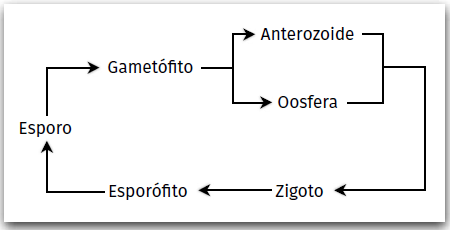 Anterozoide
Gametófito
Oosfera
Esporo
Esporófito
Zigoto